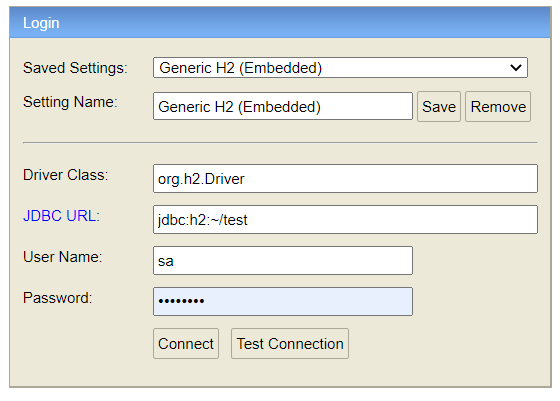 Login
Saved Settings: Generic H2 (Embedded)
Setting Name: Generic H2 (Embedded) Save Remove
Driver Class: org.h2.Driver
JDBC URL: jdbc:h2:~/test
User Name: sa
Password: ••••••••
Connect Test Connection